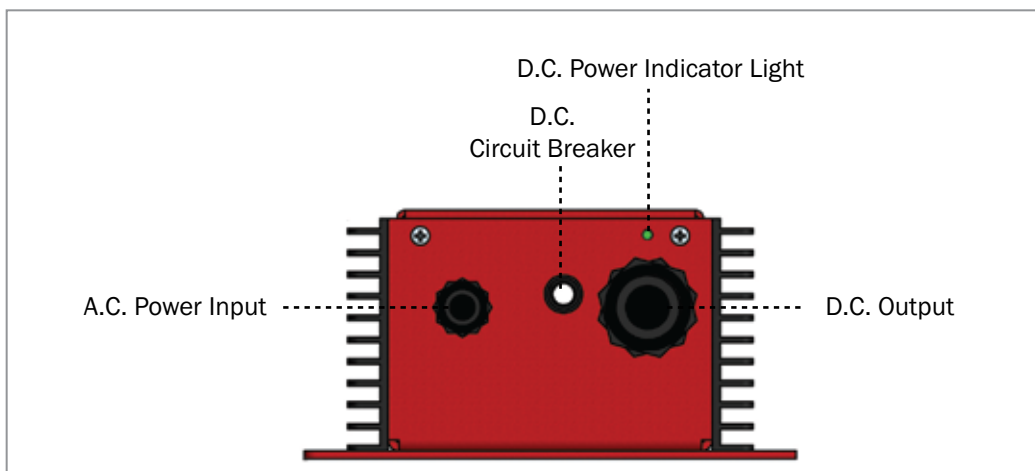 D.C. Power Indicator Light
D.C.
Circuit Breaker
A.C. Power Input
D.C. Output